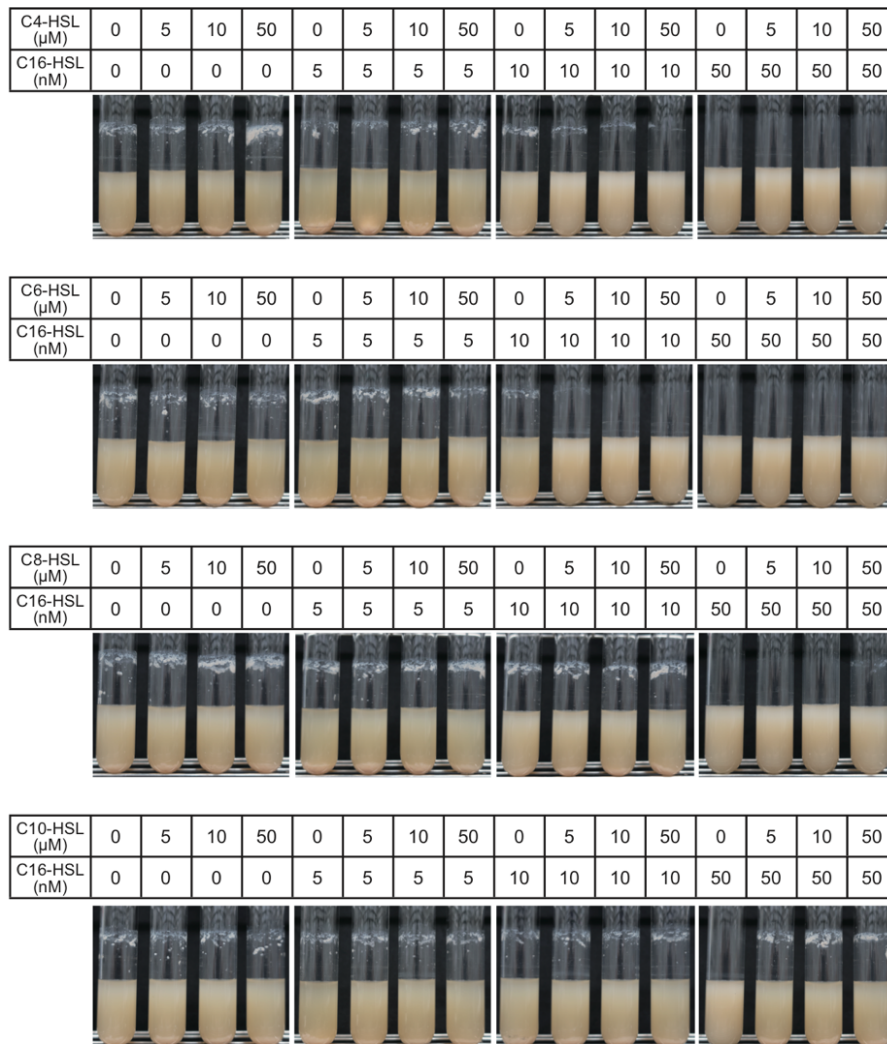 C4-HSL (µM) 0 5 10 50 0 5 10 50 0 5 10 50 0 5 10 50
C16-HSL (nM) 0 0 0 0 5 5 5 5 10 10 10 10 50 50 50 50
C6-HSL (µM) 0 5 10 50 0 5 10 50 0 5 10 50 0 5 10 50
C16-HSL (nM) 0 0 0 0 5 5 5 5 10 10 10 10 50 50 50 50
C8-HSL (µM) 0 5 10 50 0 5 10 50 0 5 10 50 0 5 10 50
C16-HSL (nM) 0 0 0 0 5 5 5 5 10 10 10 10 50 50 50 50
C10-HSL (µM) 0 5 10 50 0 5 10 50 0 5 10 50 0 5 10 50
C16-HSL (nM) 0 0 0 0 5 5 5 5 10 10 10 10 50 50 50 50